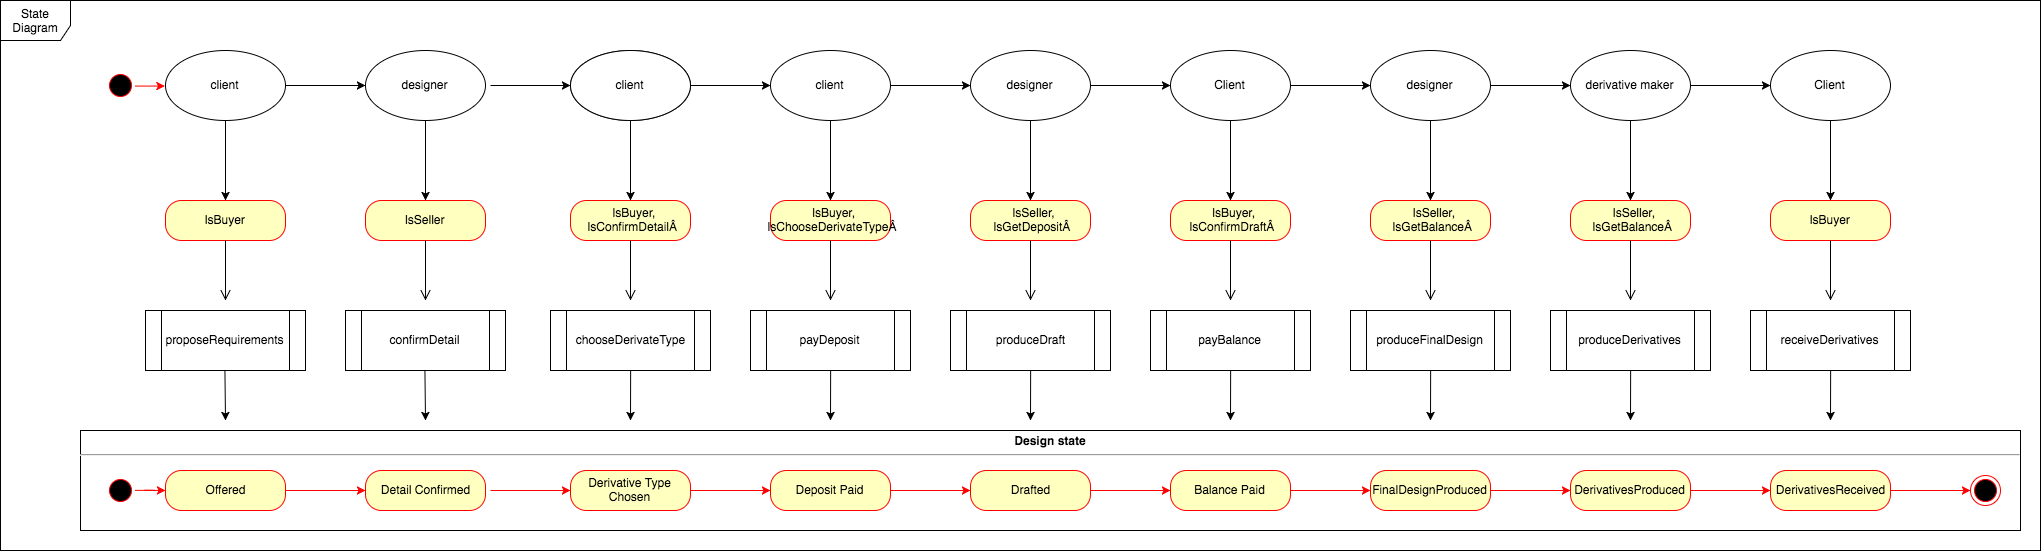 State
Diagram
client
designer
client
client
designer
Client
designer
derivative maker
Client
IsBuyer
IsSeller
IsBuyer,
IsConfirmDetailÂ
IsBuyer,
IsChooseDerivateTypeÂ
IsSeller,
IsGetDepositÂ
IsBuyer,
IsConfirmDraftÂ
IsSeller,
IsGetBalanceÂ
IsSeller,
IsGetBalanceÂ
IsBuyer
proposeRequirements
confirmDetail
chooseDerivateType
payDeposit
produceDraft
payBalance
produceFinalDesign
produceDerivatives
receiveDerivatives
Design state
Offered
Detail Confirmed
Derivative Type
Chosen
Deposit Paid
Drafted
Balance Paid
FinalDesignProduced
DerivativesProduced
DerivativesReceived